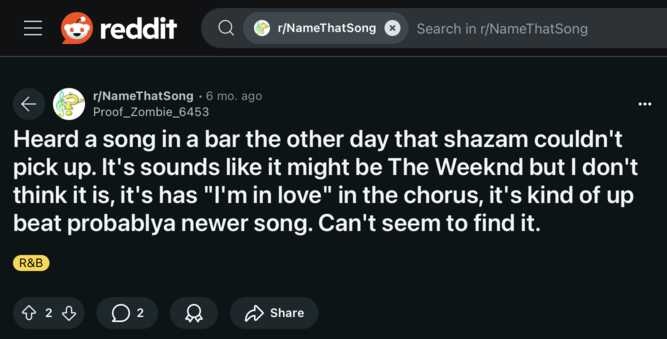 reddit
r/NameThatSong
Search in r/NameThatSong
r/NameThatSong • 6 mo. ago
Proof_Zombie_6453
Heard a song in a bar the other day that shazam couldn't
pick up. It's sounds like it might be The Weeknd but I don't
think it is, it's has "I'm in love" in the chorus, it's kind of up
beat probablya newer song. Can't seem to find it.
R&B
2
2
Share